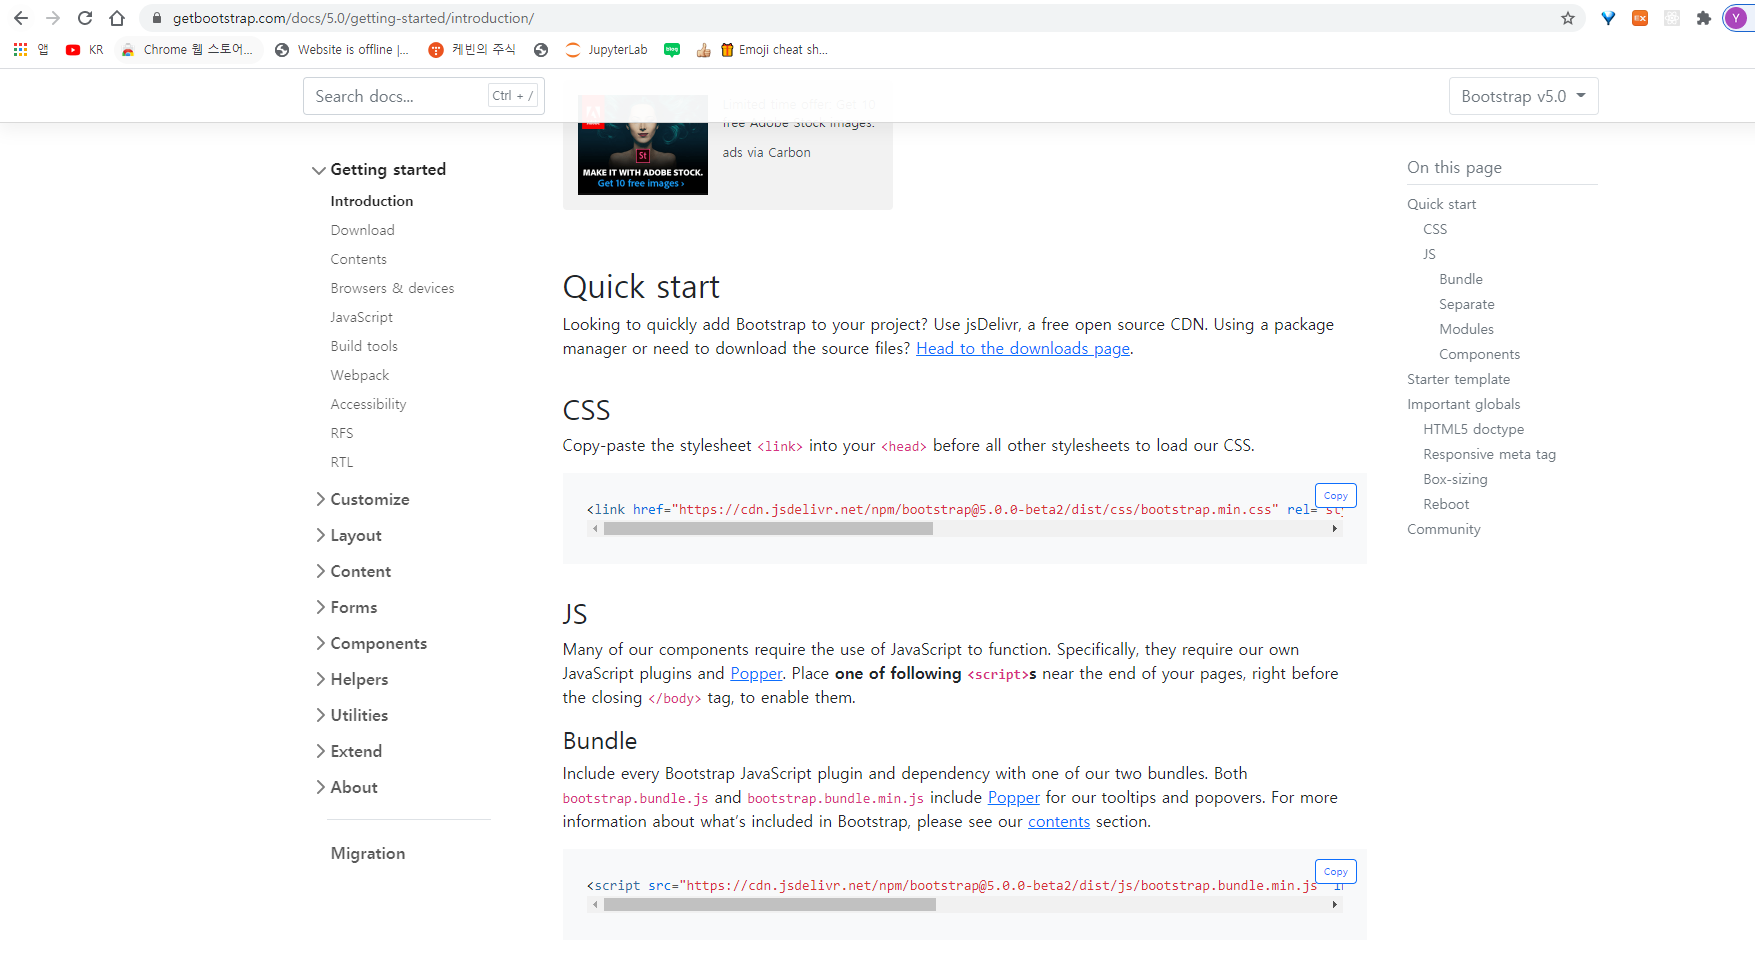 getbootstrap.com/docs/5.0/getting-started/introduction/
Y
앱
KR
Chrome 웹 스토어...
Website is offline |...
케빈의 주식
JupyterLab
blog
Emoji cheat sh...
Search docs...
Ctrl + /
Bootstrap v5.0
Limited time offer: Get 10
free Adobe Stock images.
ads via Carbon
St
MAKE IT WITH ADOBE STOCK.
Get 10 free images ›
Getting started
Introduction
Download
Contents
Browsers & devices
JavaScript
Build tools
Webpack
Accessibility
RFS
RTL
Customize
Layout
Content
Forms
Components
Helpers
Utilities
Extend
About
Migration
Quick start
Looking to quickly add Bootstrap to your project? Use jsDelivr, a free open source CDN. Using a package
manager or need to download the source files? Head to the downloads page.
CSS
Copy-paste the stylesheet <link> into your <head> before all other stylesheets to load our CSS.
Copy
<link href="https://cdn.jsdelivr.net/npm/bootstrap@5.0.0-beta2/dist/css/bootstrap.min.css" rel="st
JS
Many of our components require the use of JavaScript to function. Specifically, they require our own
JavaScript plugins and Popper. Place one of following <script>s near the end of your pages, right before
the closing </body> tag, to enable them.
Bundle
Include every Bootstrap JavaScript plugin and dependency with one of our two bundles. Both
bootstrap.bundle.js and bootstrap.bundle.min.js include Popper for our tooltips and popovers. For more
information about what's included in Bootstrap, please see our contents section.
Copy
<script src="https://cdn.jsdelivr.net/npm/bootstrap@5.0.0-beta2/dist/js/bootstrap.bundle.min.js"
On this page
Quick start
CSS
JS
Bundle
Separate
Modules
Components
Starter template
Important globals
HTML5 doctype
Responsive meta tag
Box-sizing
Reboot
Community